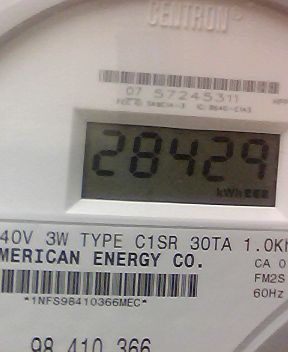 CENTRON®
07 57245311
28429
kWh
40V 3W TYPE C1SR 30TA 1.0K
MERICAN ENERGY CO.
CA 0
FM2S
60Hz
*1NFS98410366MEC*
98 410 366